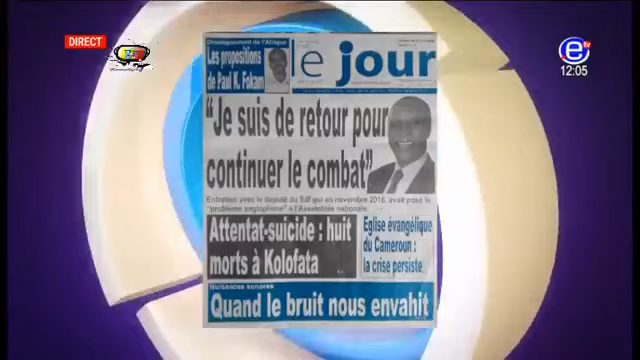 DIRECT
e tv
12:05
Développement de l'Afrique
Les propositions
de Paul K. Fokam
le jour
"Je suis de retour pour
continuer le combat"
Entretien avec le député du Sdf qui en novembre 2016, avait posé le
"problème anglophone" à l'Assemblée nationale.
Attentat-suicide : huit
morts à Kolofata
Eglise évangélique
du Cameroun :
la crise persiste
Nuisances sonores
Quand le bruit nous envahit